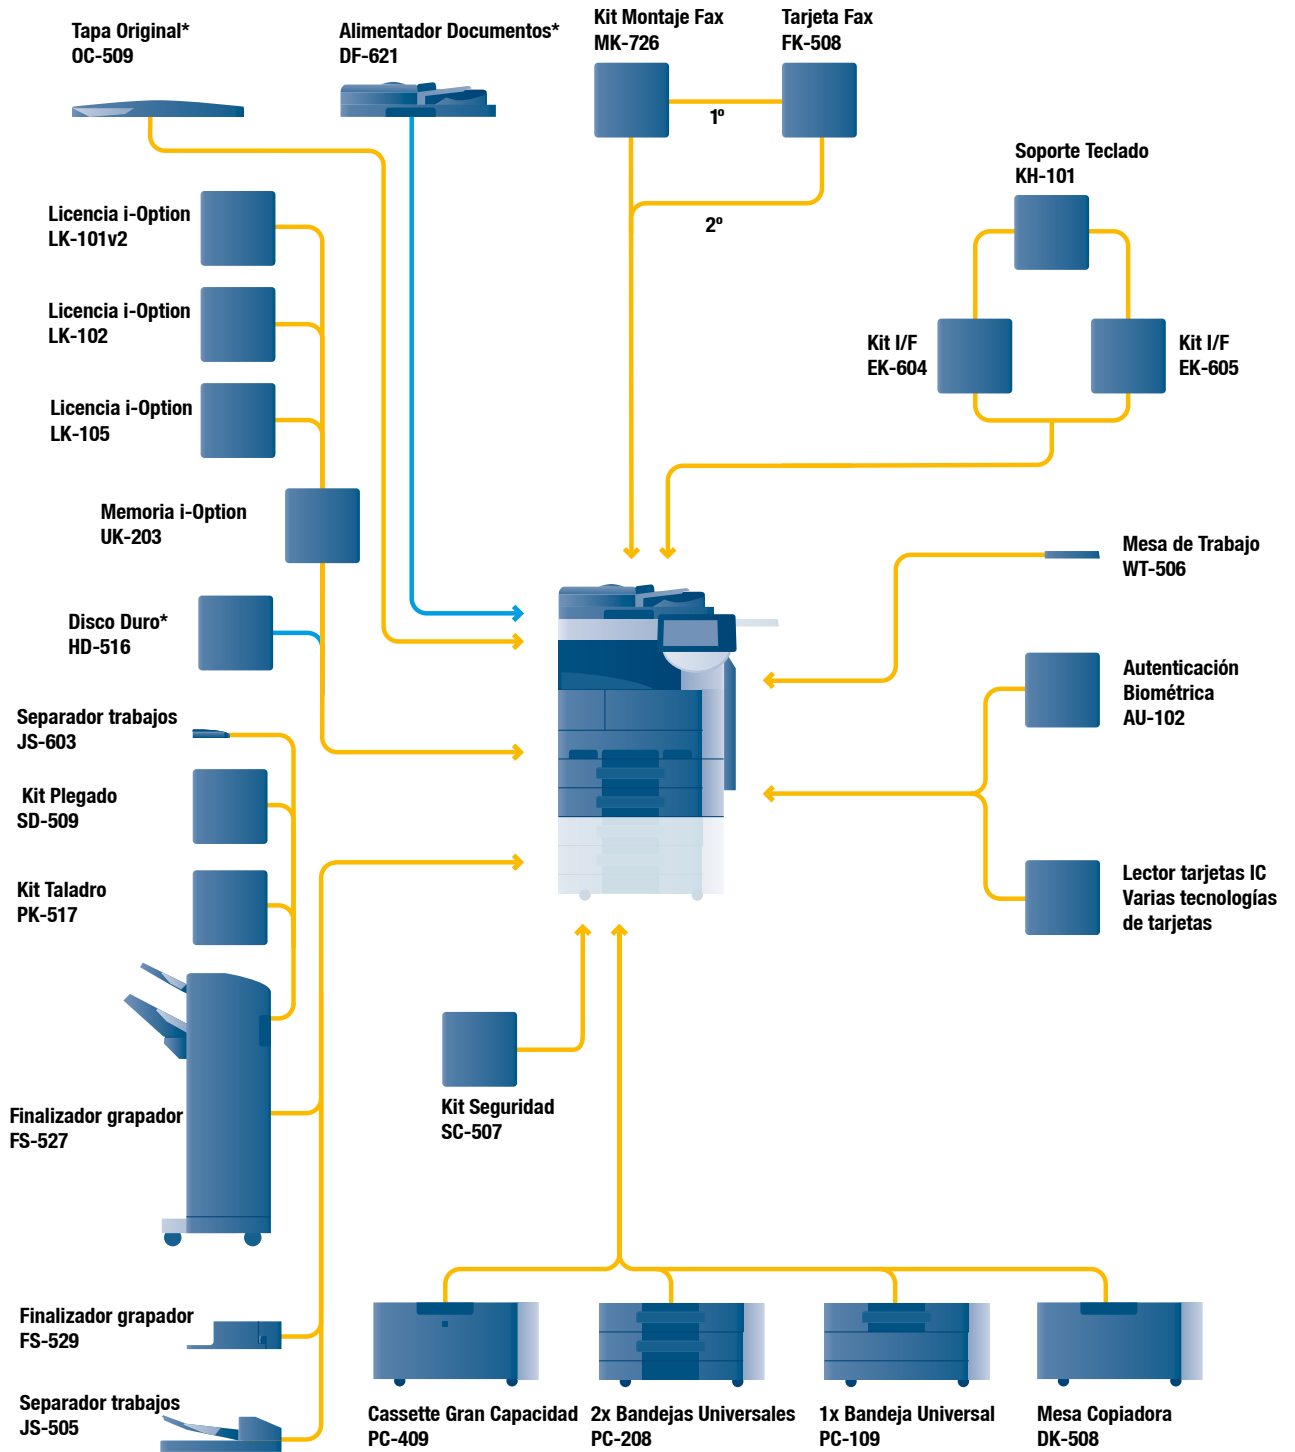 Tapa Original*
OC-509
Alimentador Documentos*
DF-621
Kit Montaje Fax
MK-726
Tarjeta Fax
FK-508
1º
2º
Soporte Teclado
KH-101
Licencia i-Option
LK-101v2
Licencia i-Option
LK-102
Kit I/F
EK-604
Kit I/F
EK-605
Licencia i-Option
LK-105
Memoria i-Option
UK-203
Mesa de Trabajo
WT-506
Disco Duro*
HD-516
Autenticación
Biométrica
AU-102
Separador trabajos
JS-603
Kit Plegado
SD-509
Kit Taladro
PK-517
Lector tarjetas IC
Varias tecnologías
de tarjetas
Finalizador grapador
FS-527
Kit Seguridad
SC-507
Finalizador grapador
FS-529
Separador trabajos
JS-505
Cassette Gran Capacidad
PC-409
2x Bandejas Universales
PC-208
1x Bandeja Universal
PC-109
Mesa Copiadora
DK-508